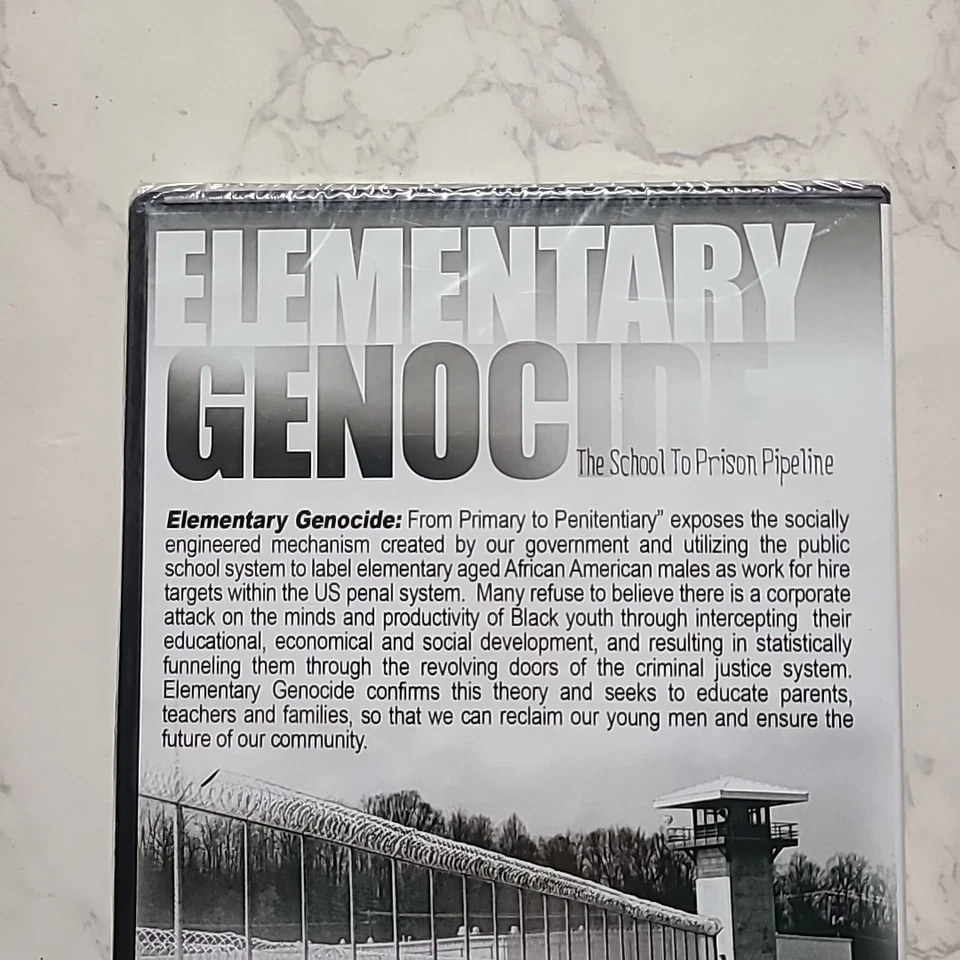 ELEMENTARY
GENOCIDE
The School To Prison Pipeline
Elementary Genocide: From Primary to Penitentiary" exposes the socially
engineered mechanism created by our government and utilizing the public
school system to label elementary aged African American males as work for hire
targets within the US penal system. Many refuse to believe there is a corporate
attack on the minds and productivity of Black youth through intercepting their
educational, economical and social development, and resulting in statistically
funneling them through the revolving doors of the criminal justice system.
Elementary Genocide confirms this theory and seeks to educate parents,
teachers and families, so that we can reclaim our young men and ensure the
future of our community.